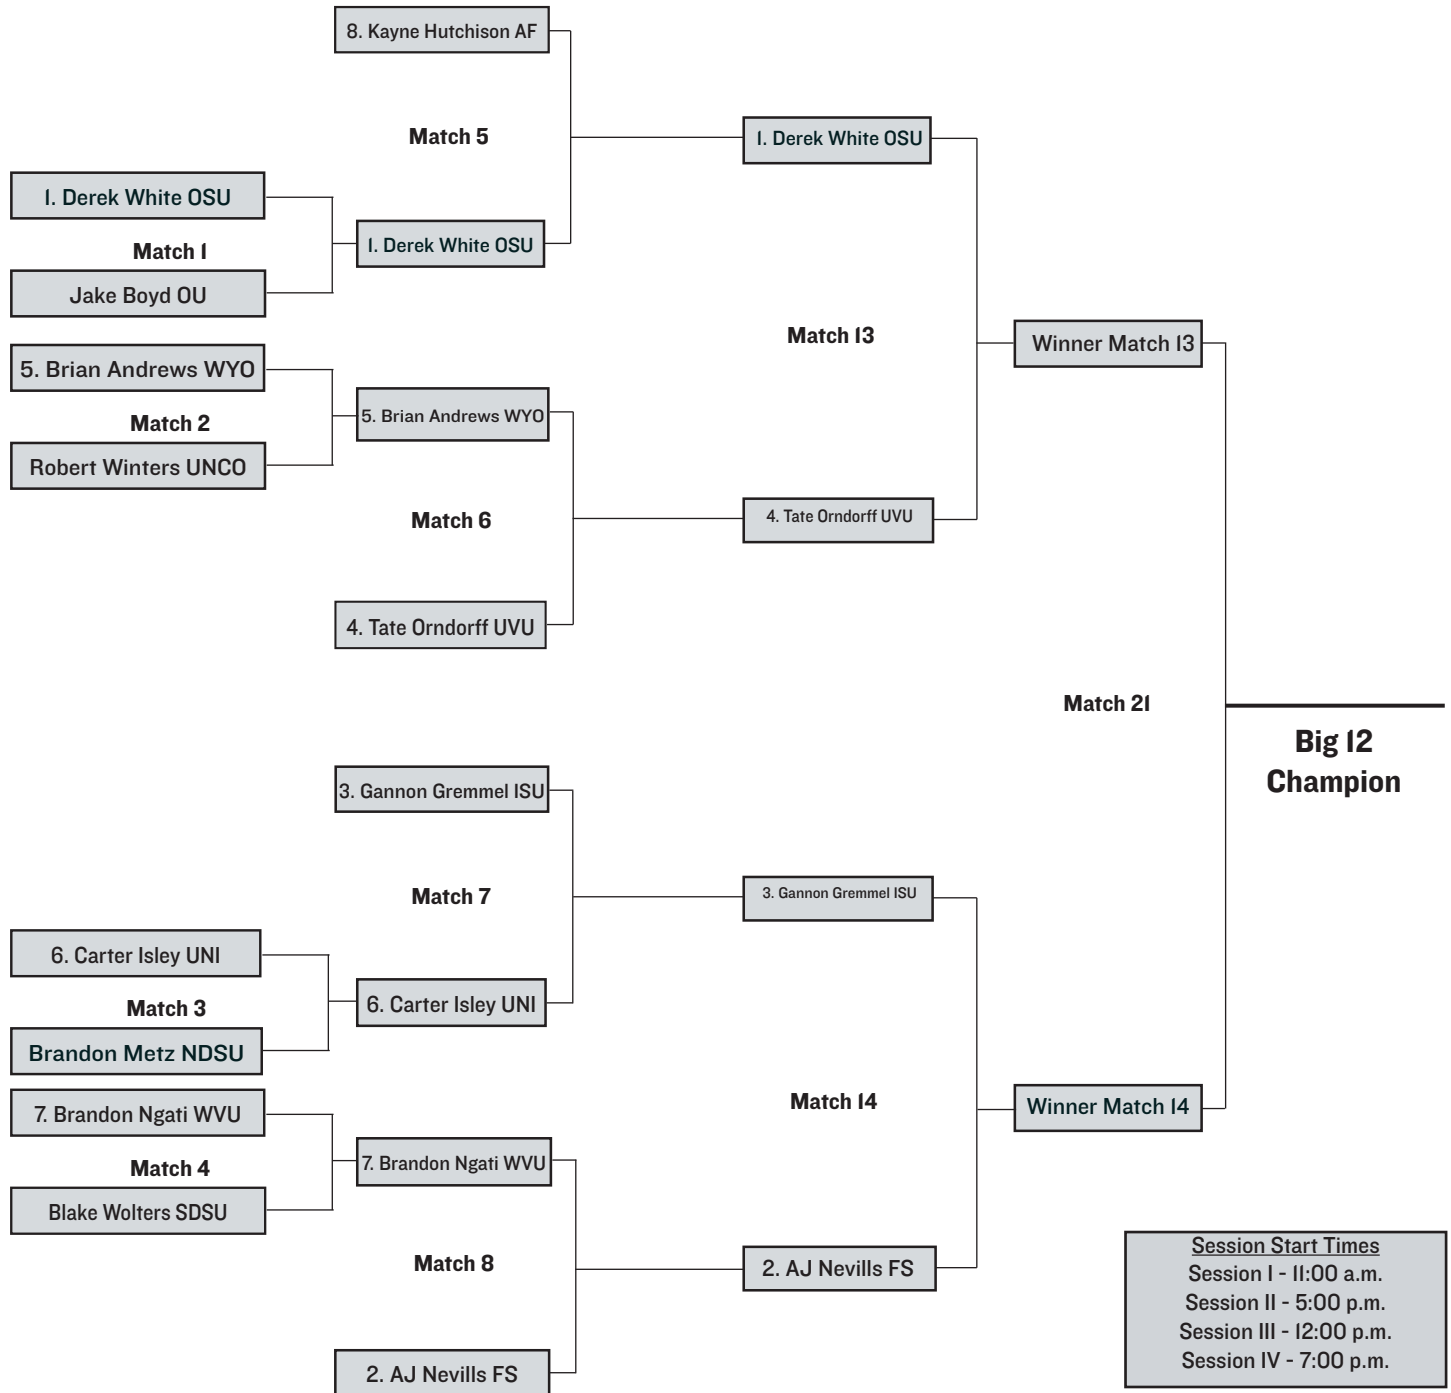 8. Kayne Hutchison AF
Match 5
1. Derek White OSU
1. Derek White OSU
Match 1
1. Derek White OSU
Jake Boyd OU
Match 13
Winner Match 13
5. Brian Andrews WYO
Match 2
5. Brian Andrews WYO
Robert Winters UNCO
Match 6
4. Tate Orndorff UVU
4. Tate Orndorff UVU
Match 21
Big 12
Champion
3. Gannon Gremmel ISU
Match 7
3. Gannon Gremmel ISU
6. Carter Isley UNI
Match 3
6. Carter Isley UNI
Brandon Metz NDSU
Match 14
Winner Match 14
7. Brandon Ngati WVU
Match 4
7. Brandon Ngati WVU
Blake Wolters SDSU
Match 8
2. AJ Nevills FS
2. AJ Nevills FS
Session Start Times
Session I - 11:00 a.m.
Session II - 5:00 p.m.
Session III - 12:00 p.m.
Session IV - 7:00 p.m.